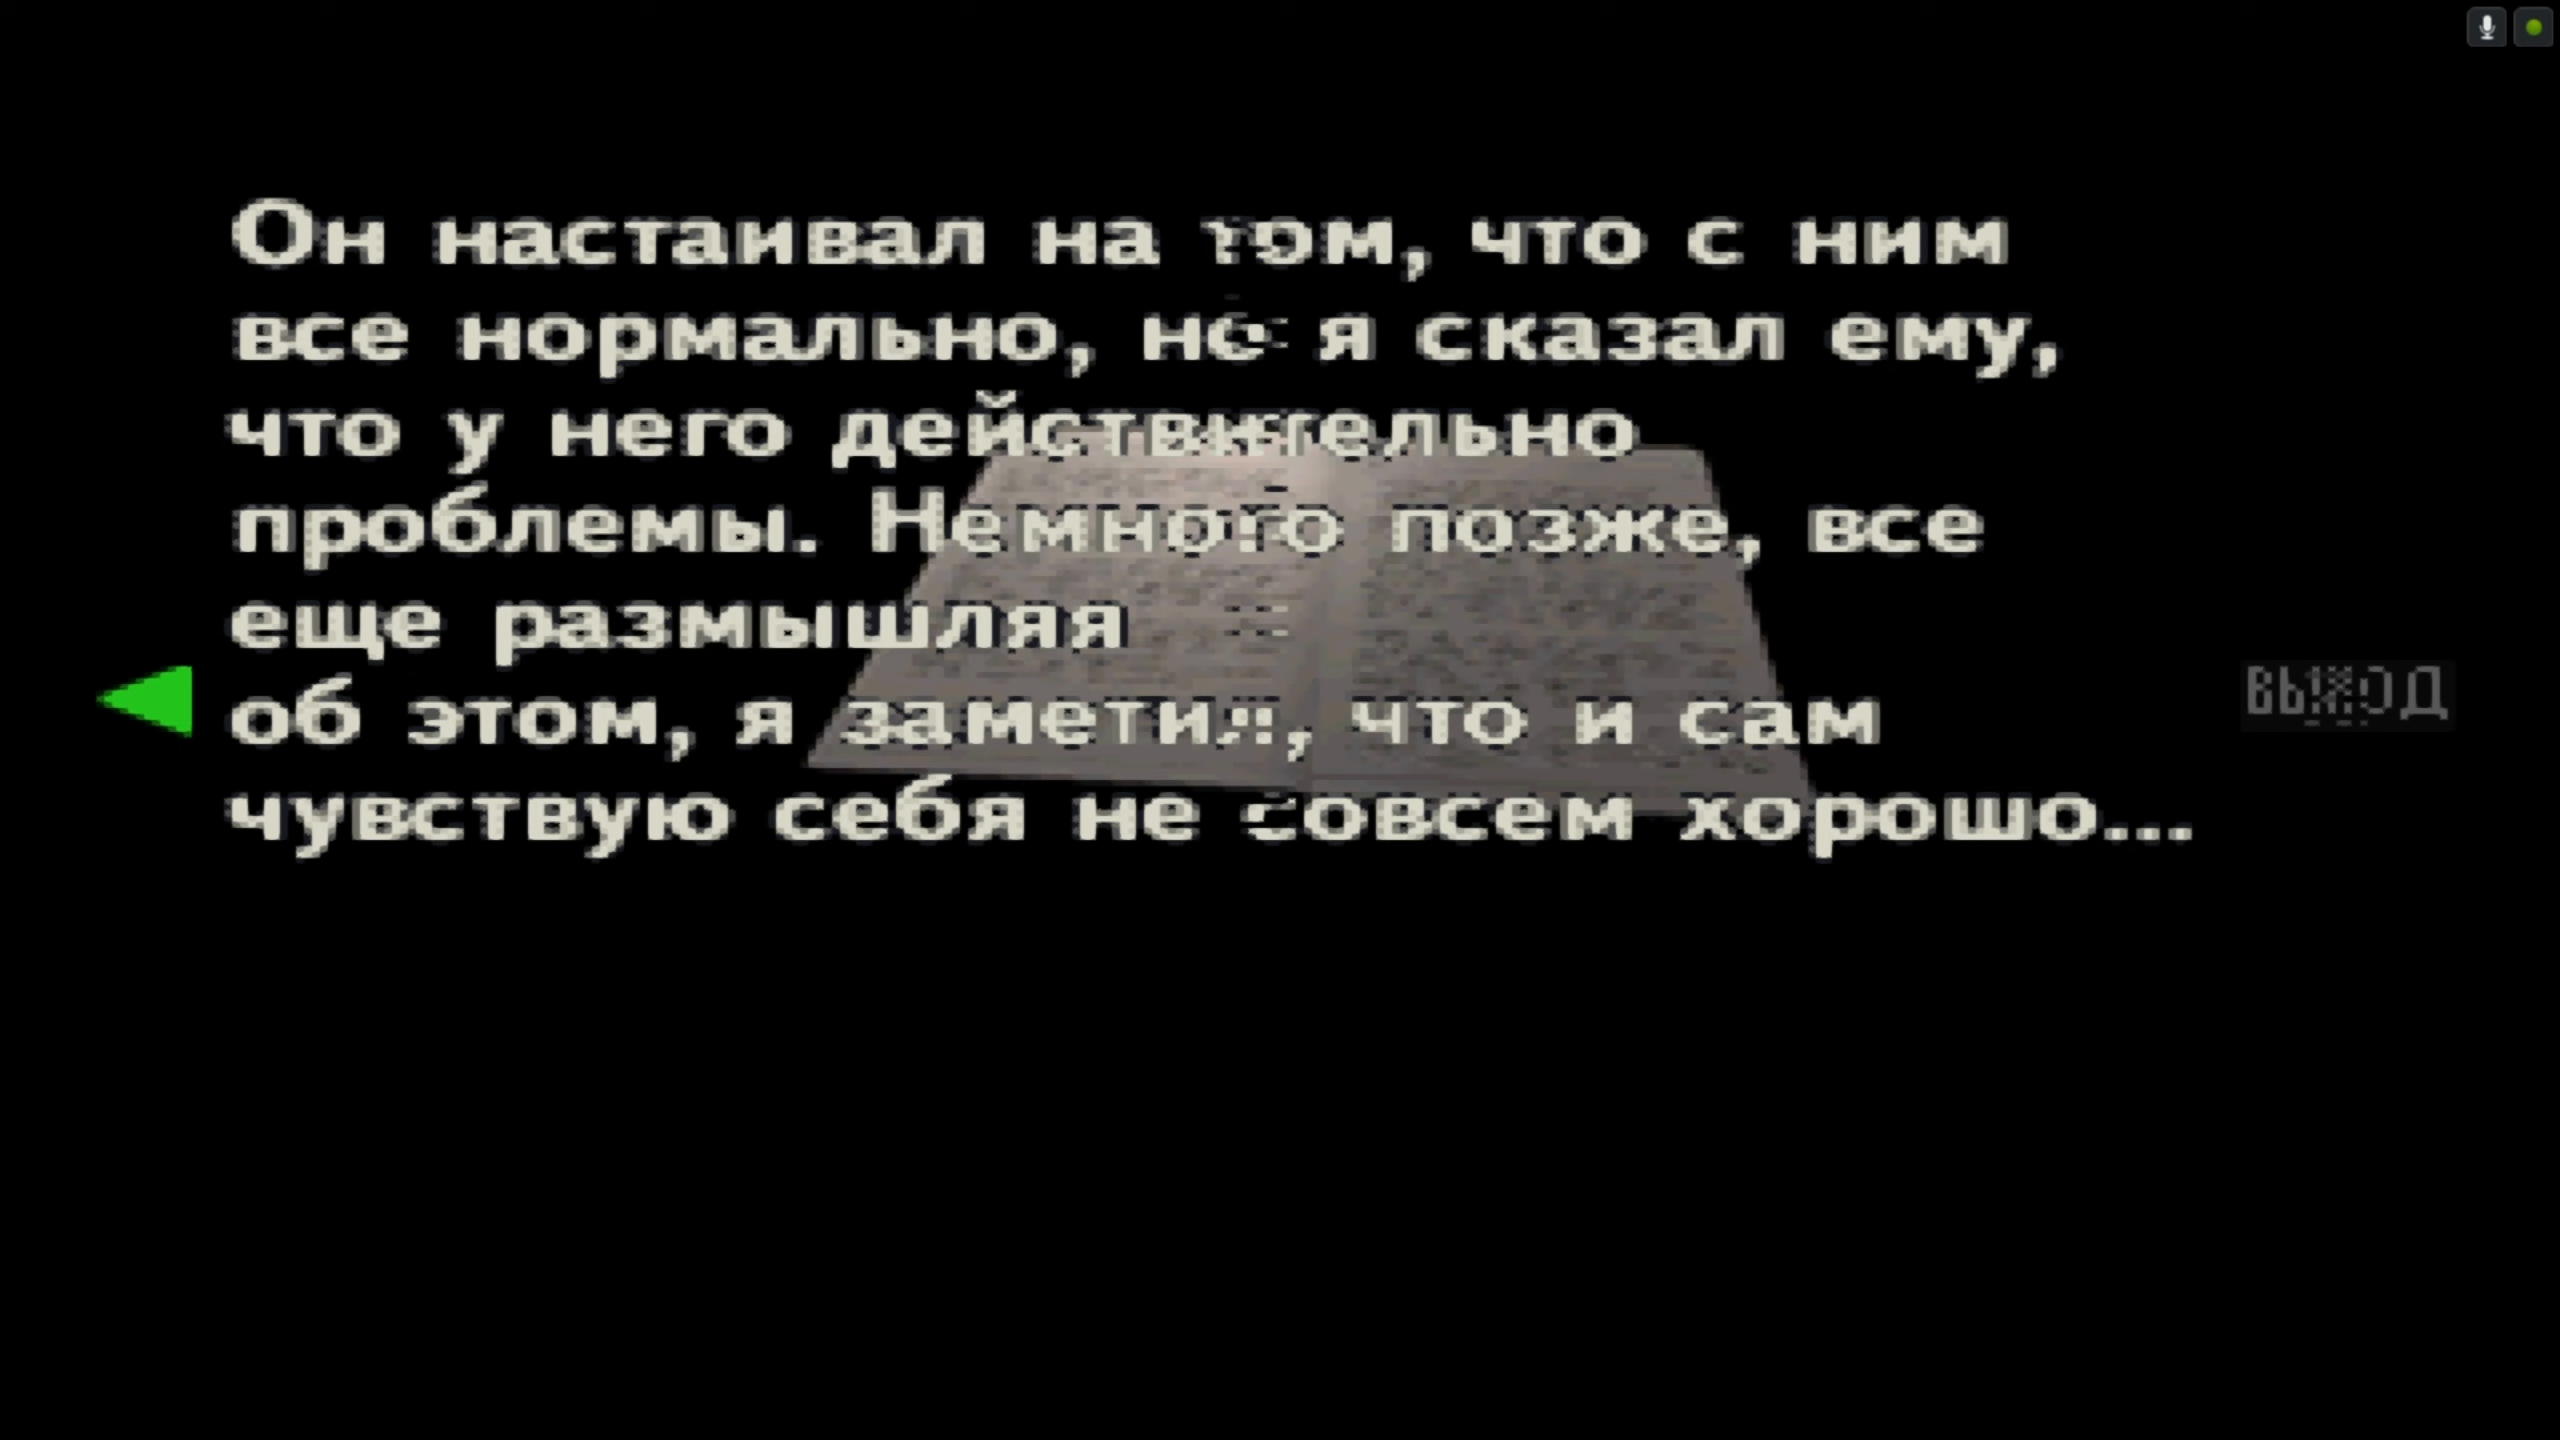 Он настаивал на том, что с ним
все нормально, но я сказал ему,
что у него действительно
проблемы. Немного позже, все
еще размышляя
об этом, я заметил, что и сам
чувствую себя не совсем хорошо...
ВЫХОД